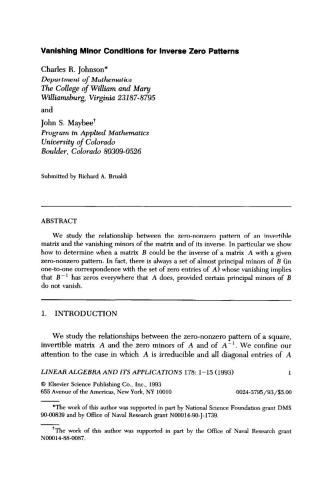 Vanishing Minor Conditions for Inverse Zero Patterns
Charles R. Johnson*
Department of Mathematics
The College of William and Mary
Williamsburg, Virginia 23187-8795
and
John S. Maybee†
Program in Applied Mathematics
University of Colorado
Boulder, Colorado 80309-0526
Submitted by Richard A. Brualdi
ABSTRACT
We study the relationship between the zero-nonzero pattern of an invertible
matrix and the vanishing minors of the matrix and of its inverse. In particular we show
how to determine when a matrix B could be the inverse of a matrix A with a given
zero-nonzero pattern. In fact, there is always a set of almost principal minors of B (in
one-to-one correspondence with the set of zero entries of A) whose vanishing implies
that B⁻¹ has zeros everywhere that A does, provided certain principal minors of B
do not vanish.
1. INTRODUCTION
We study the relationships between the zero-nonzero pattern of a square,
invertible matrix A and the zero minors of A and of A⁻¹. We confine our
attention to the case in which A is irreducible and all diagonal entries of A
LINEAR ALGEBRA AND ITS APPLICATIONS 178: 1–15 (1993) 1
© Elsevier Science Publishing Co., Inc., 1993
655 Avenue of the Americas, New York, NY 10010 0024-3795/93/$5.00
*The work of this author was supported in part by National Science Foundation grant DMS
90-00839 and by Office of Naval Research grant N00014-90-J-1739.
†The work of this author was supported in part by the Office of Naval Research grant
N00014-88-0087.